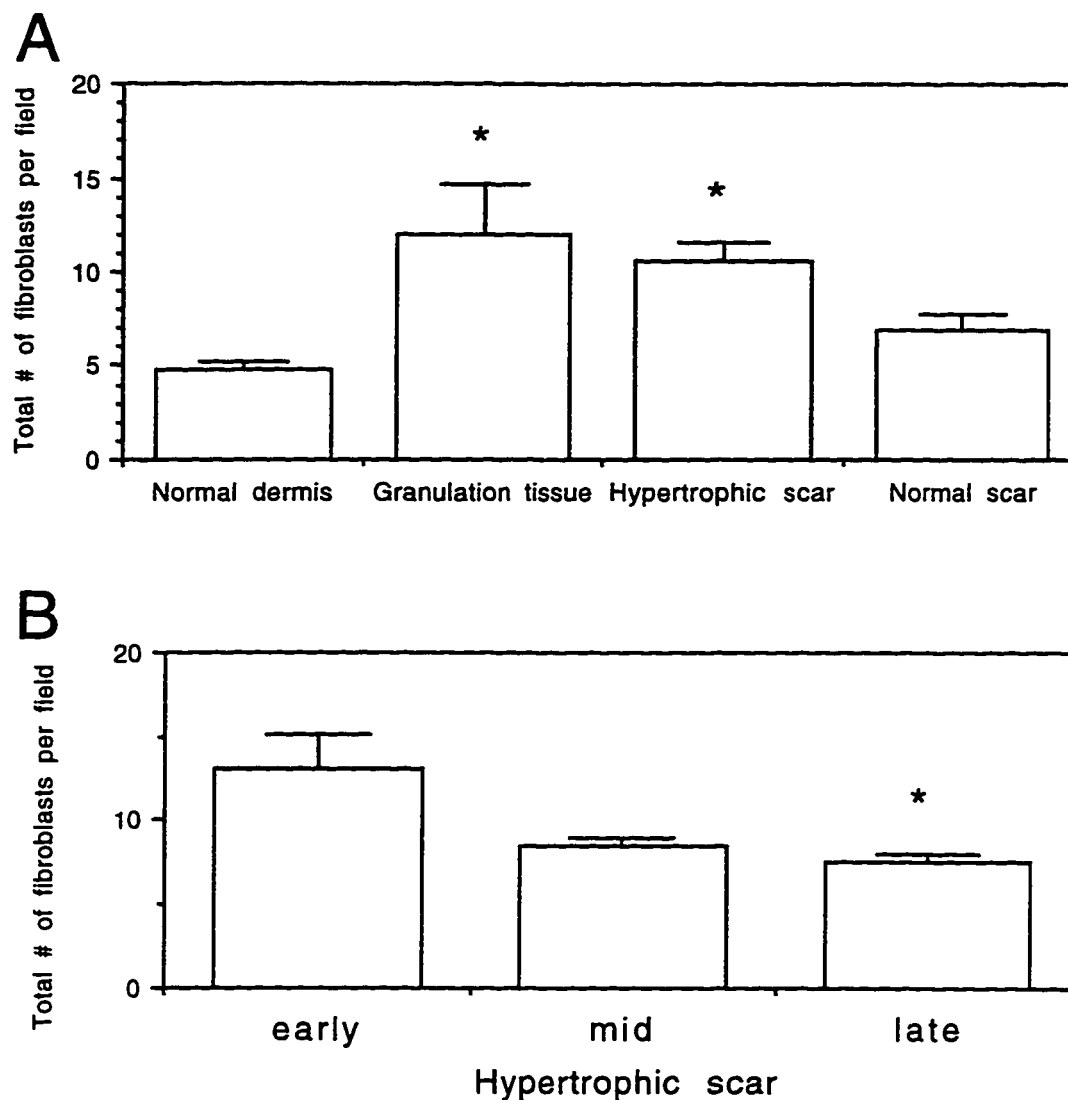 A
Total # of fibroblasts per field
20
15
10
5
0
*
*
Normal dermis Granulation tissue Hypertrophic scar Normal scar
B
Total # of fibroblasts per field
20
10
0
*
early mid late
Hypertrophic scar